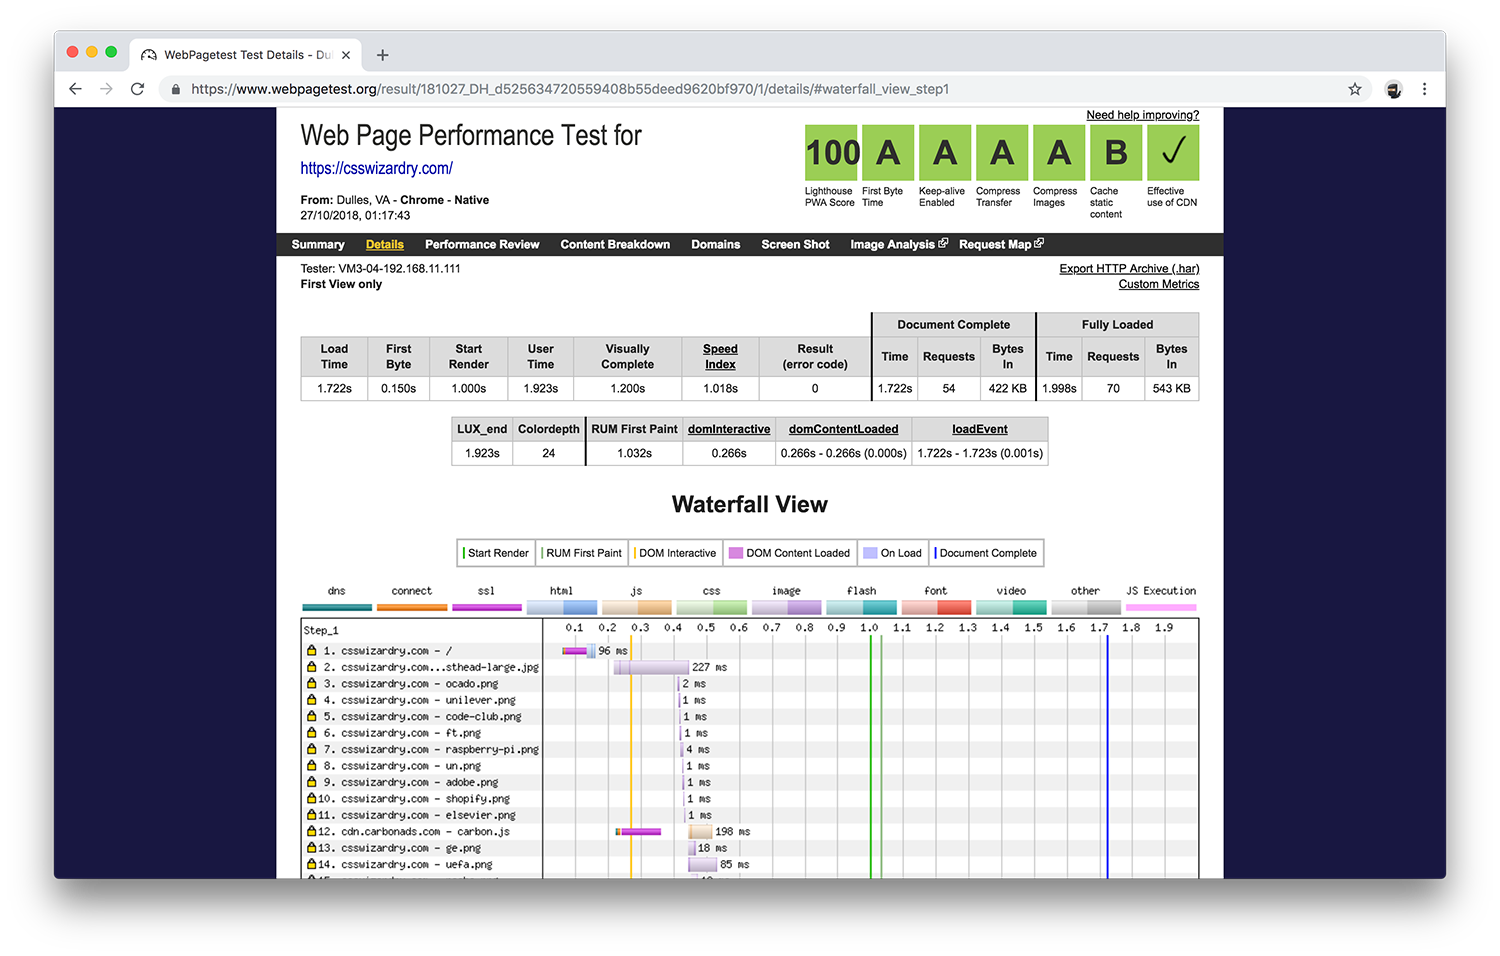 WebPagetest Test Details - Du
https://www.webpagetest.org/result/181027_DH_d525634720559408b55deed9620bf970/1/details/#waterfall_view_step1
Need help improving?
Web Page Performance Test for
https://csswizardry.com/
From: Dulles, VA - Chrome - Native
27/10/2018, 01:17:43
100 A A A A B ✓
Lighthouse PWA Score
First Byte Time
Keep-alive Enabled
Compress Transfer
Compress Images
Cache static content
Effective use of CDN
Summary Details Performance Review Content Breakdown Domains Screen Shot Image Analysis Request Map
Tester: VM3-04-192.168.11.111
First View only
Export HTTP Archive (.har)
Custom Metrics
Document Complete Fully Loaded
Load Time First Byte Start Render User Time Visually Complete Speed Index Result (error code) Time Requests Bytes In Time Requests Bytes In
1.722s 0.150s 1.000s 1.923s 1.200s 1.018s 0 1.722s 54 422 KB 1.998s 70 543 KB
LUX_end Colordepth RUM First Paint domInteractive domContentLoaded loadEvent
1.923s 24 1.032s 0.266s 0.266s - 0.266s (0.000s) 1.722s - 1.723s (0.001s)
Waterfall View
Start Render RUM First Paint DOM Interactive DOM Content Loaded On Load Document Complete
dns connect ssl html js css image flash font video other JS Execution
Step_1 0.1 0.2 0.3 0.4 0.5 0.6 0.7 0.8 0.9 1.0 1.1 1.2 1.3 1.4 1.5 1.6 1.7 1.8 1.9
1. csswizardry.com - / 96 ms
2. csswizardry.com...sthead-large.jpg 227 ms
3. csswizardry.com - ocado.png 2 ms
4. csswizardry.com - unilever.png 1 ms
5. csswizardry.com - code-club.png 1 ms
6. csswizardry.com - ft.png 1 ms
7. csswizardry.com - raspberry-pi.png 4 ms
8. csswizardry.com - un.png 1 ms
9. csswizardry.com - adobe.png 1 ms
10. csswizardry.com - shopify.png 1 ms
11. csswizardry.com - elsevier.png 1 ms
12. cdn.carbonads.com - carbon.js 198 ms
13. csswizardry.com - ge.png 18 ms
14. csswizardry.com - uefa.png 85 ms